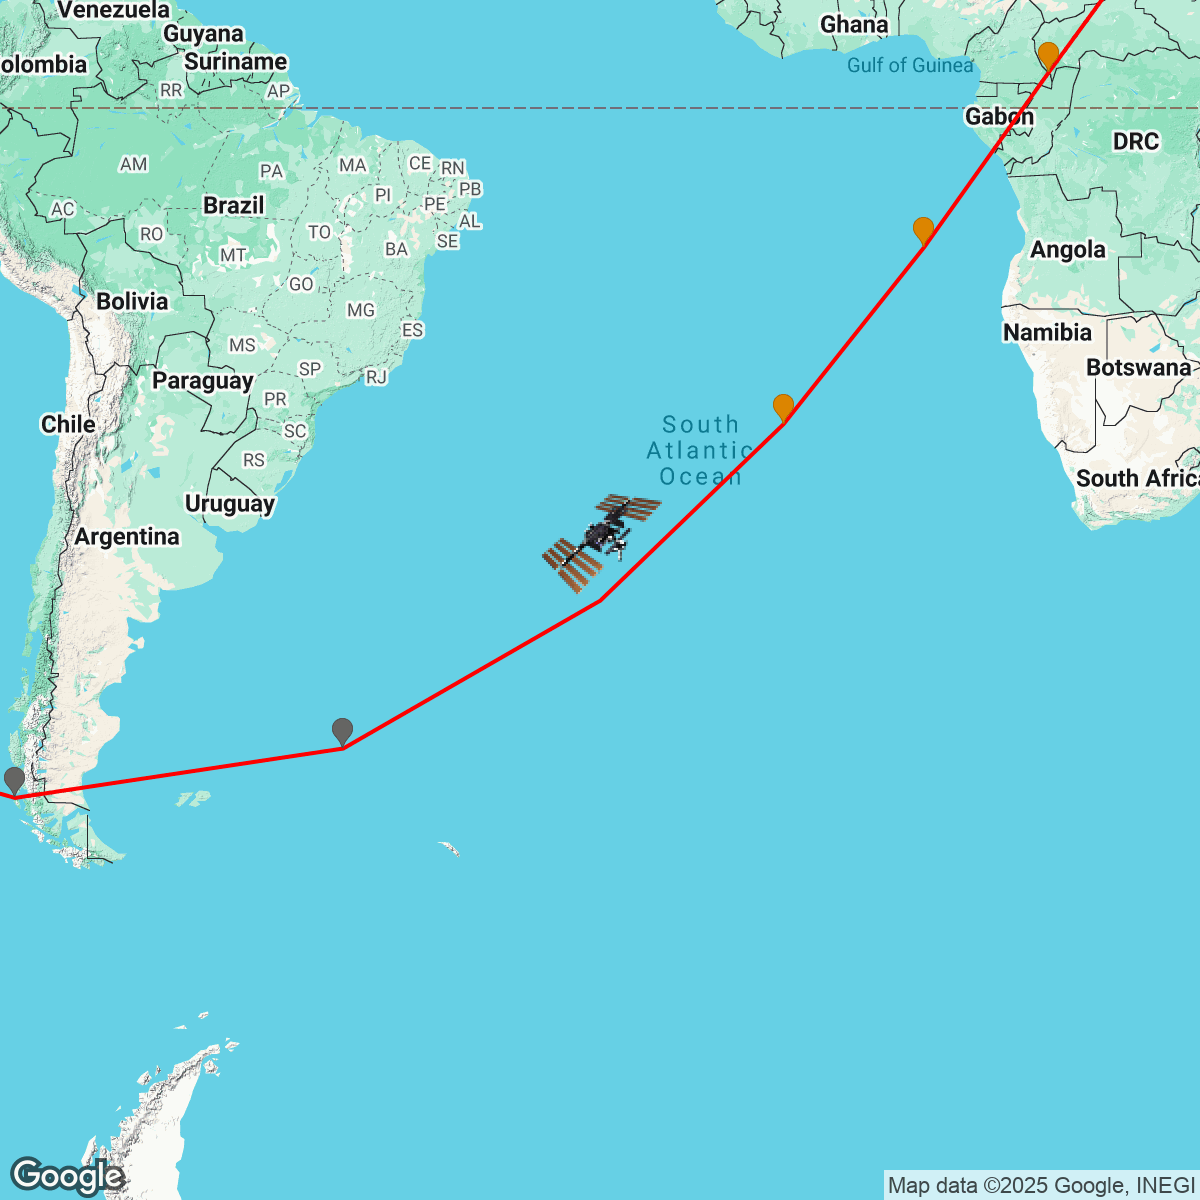 Venezuela
Ghana
Guyana
Suriname
olombia
Gulf of Guinea
RR
AP
Gabon
DRC
AM
PA
MA
CE
RN
PB
PI
PE
AL
AC
Brazil
SE
RO
TO
BA
MT
GO
Angola
Bolivia
MG
ES
Namibia
MS
SP
RJ
Botswana
Paraguay
PR
Chile
SC
South
Atlantic
Ocean
RS
South Africa
Uruguay
Argentina
Google
Map data ©2025 Google, INEGI